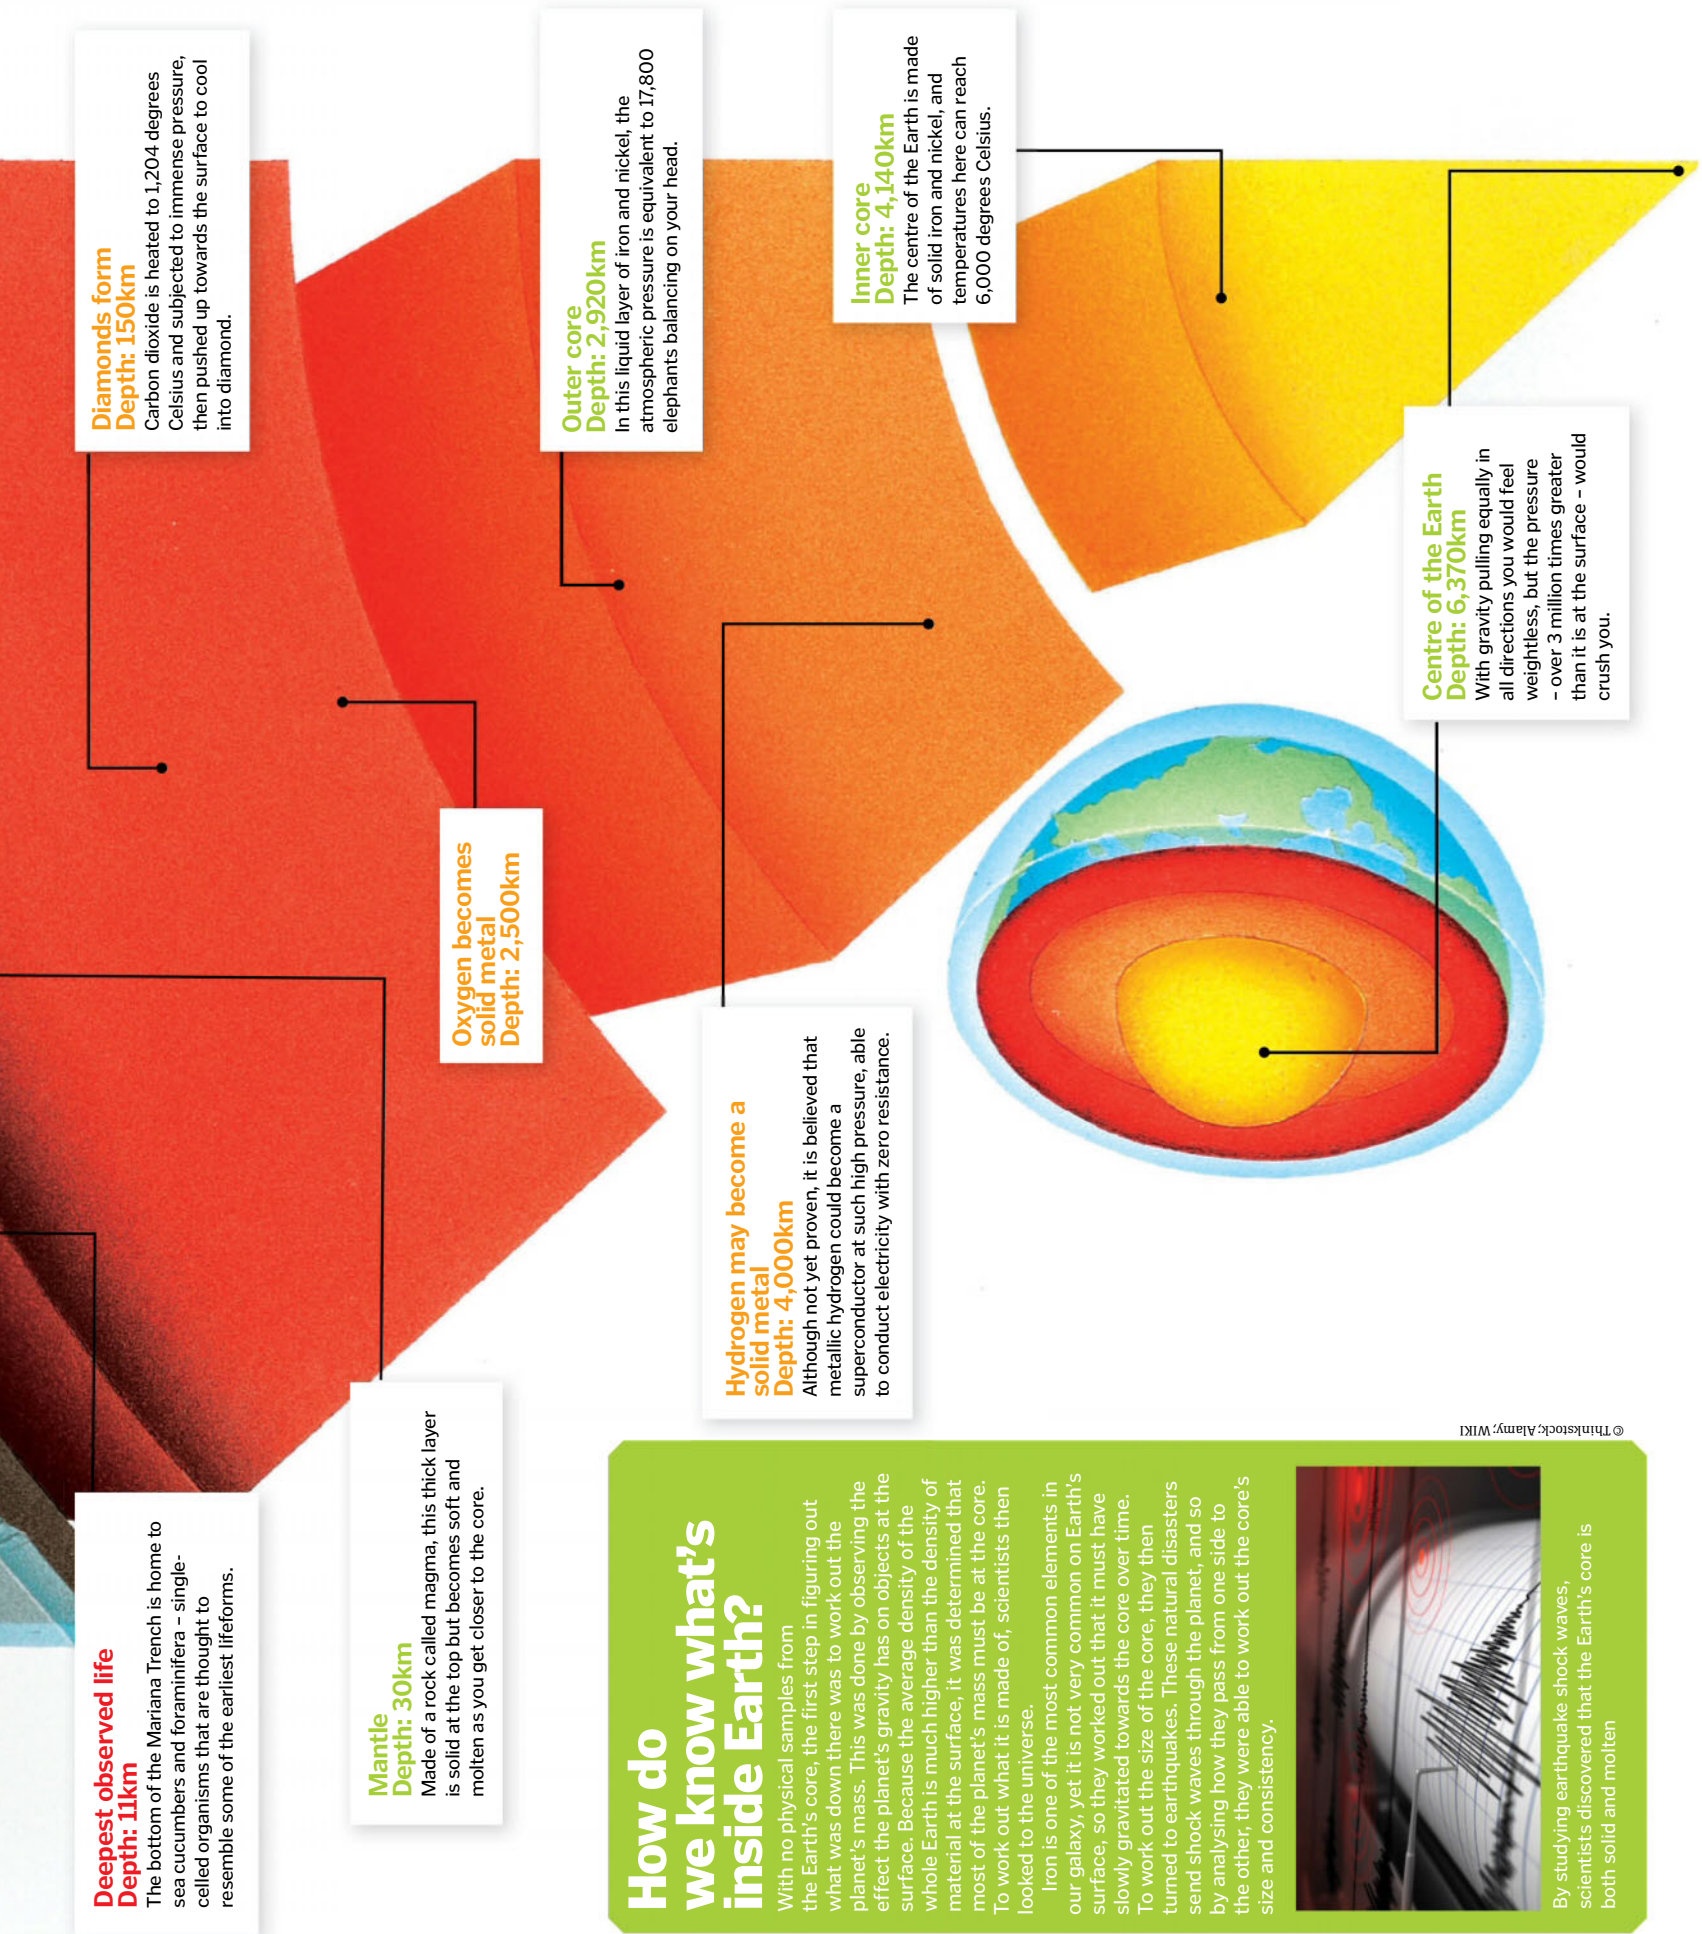 Deepest observed life
Depth: 11km
The bottom of the Mariana Trench is home to
sea cucumbers and foraminifera – single-
celled organisms that are thought to
resemble some of the earliest lifeforms.
Mantle
Depth: 30km
Made of a rock called magma, this thick layer
is solid at the top but becomes soft and
molten as you get closer to the core.
Diamonds form
Depth: 150km
Carbon dioxide is heated to 1,204 degrees
Celsius and subjected to immense pressure,
then pushed up towards the surface to cool
into diamond.
Oxygen becomes
solid metal
Depth: 2,500km
Outer core
Depth: 2,920km
In this liquid layer of iron and nickel, the
atmospheric pressure is equivalent to 17,800
elephants balancing on your head.
Hydrogen may become a
solid metal
Depth: 4,000km
Although not yet proven, it is believed that
metallic hydrogen could become a
superconductor at such high pressure, able
to conduct electricity with zero resistance.
Inner core
Depth: 4,140km
The centre of the Earth is made
of solid iron and nickel, and
temperatures here can reach
6,000 degrees Celsius.
Centre of the Earth
Depth: 6,370km
With gravity pulling equally in
all directions you would feel
weightless, but the pressure
– over 3 million times greater
than it is at the surface – would
crush you.
How do
we know what's
inside Earth?
With no physical samples from
the Earth's core, the first step in figuring out
what was down there was to work out the
planet's mass. This was done by observing the
effect the planet's gravity has on objects at the
surface. Because the average density of the
whole Earth is much higher than the density of
material at the surface, it was determined that
most of the planet's mass must be at the core.
To work out what it is made of, scientists then
looked to the universe.
Iron is one of the most common elements in
our galaxy, yet it is not very common on Earth's
surface, so they worked out that it must have
slowly gravitated towards the core over time.
To work out the size of the core, they then
turned to earthquakes. These natural disasters
send shock waves through the planet, and so
by analysing how they pass from one side to
the other, they were able to work out the core's
size and consistency.
By studying earthquake shock waves,
scientists discovered that the Earth's core is
both solid and molten
© Thinkstock; Alamy; WIKI